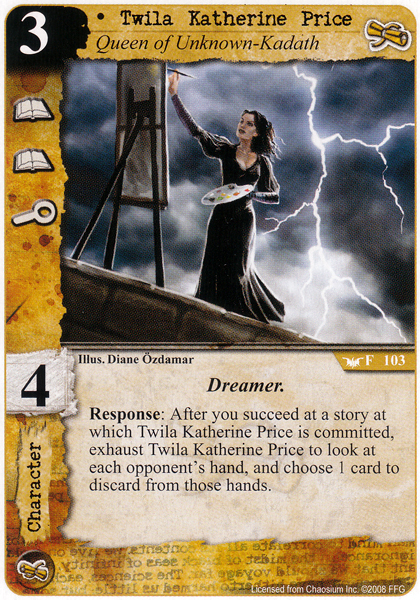 3
• Twila Katherine Price
Queen of Unknown-Kadath
Illus. Diane Özdamar
F 103
4
Dreamer.
Response: After you succeed at a story at
which Twila Katherine Price is committed,
exhaust Twila Katherine Price to look at
each opponent's hand, and choose 1 card to
discard from those hands.
Character
Licensed from Chaosium Inc. ©2008 FFG